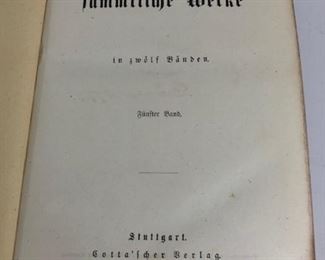 sämmtliche Werke
in zwölf Bänden.
Fünfter Band.
Stuttgart.
Cotta'scher Verlag.